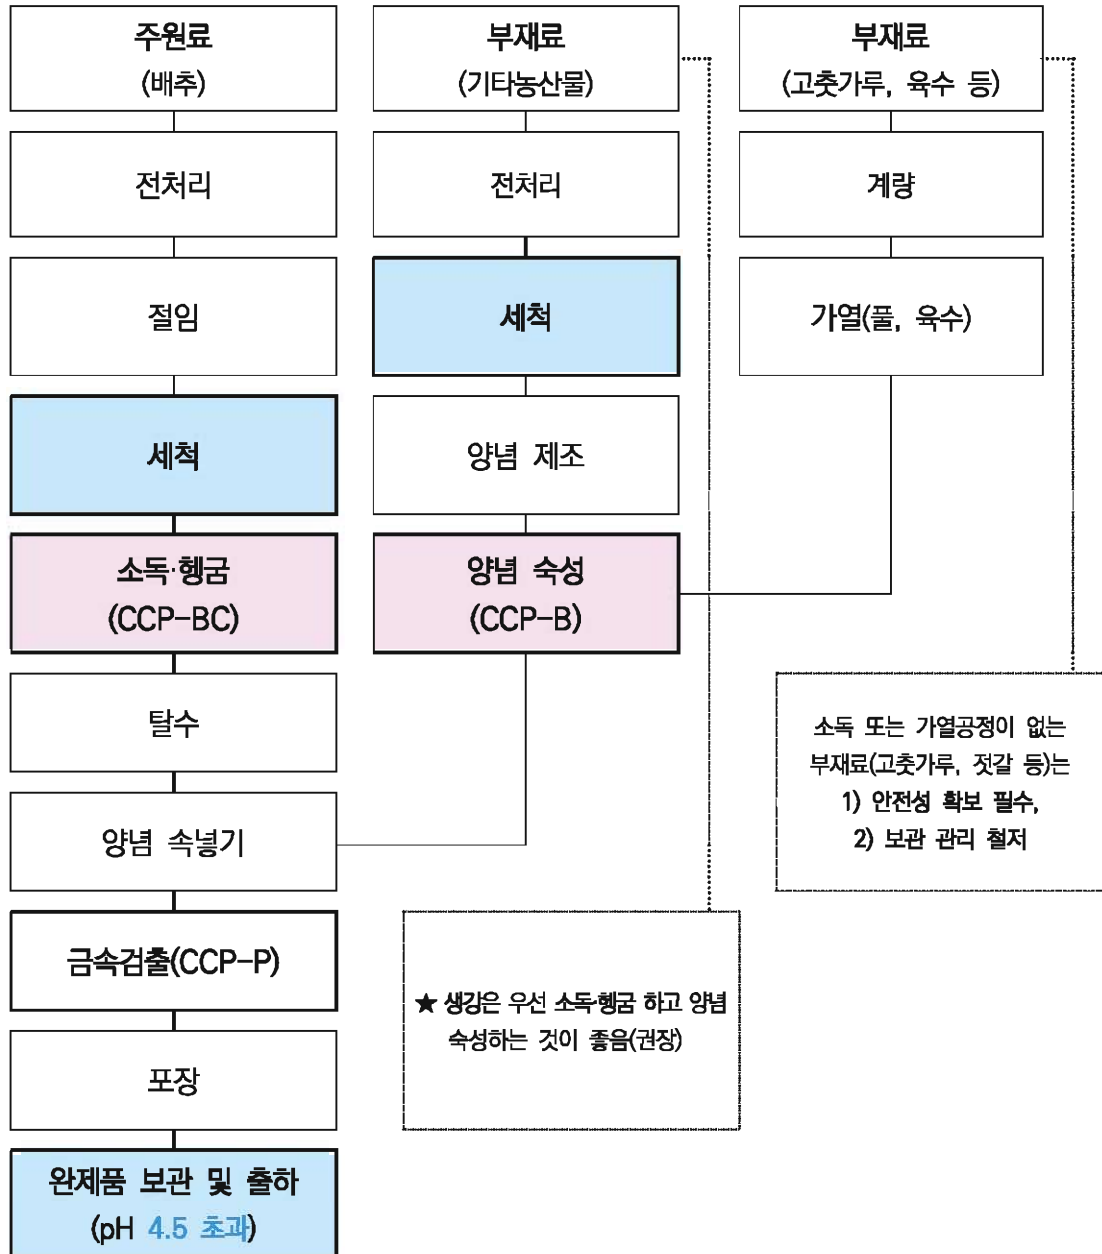 주원료
(배추)
전처리
절임
세척
소독·헹굼
(CCP-BC)
탈수
양념 속넣기
금속검출(CCP-P)
포장
완제품 보관 및 출하
(pH 4.5 초과)
부재료
(기타농산물)
전처리
세척
양념 제조
양념 숙성
(CCP-B)
★ 생강은 우선 소독·헹굼 하고 양념
숙성하는 것이 좋음(권장)
부재료
(고춧가루, 육수 등)
계량
가열(풀, 육수)
소독 또는 가열공정이 없는
부재료(고춧가루, 젓갈 등)는
1) 안전성 확보 필수,
2) 보관 관리 철저